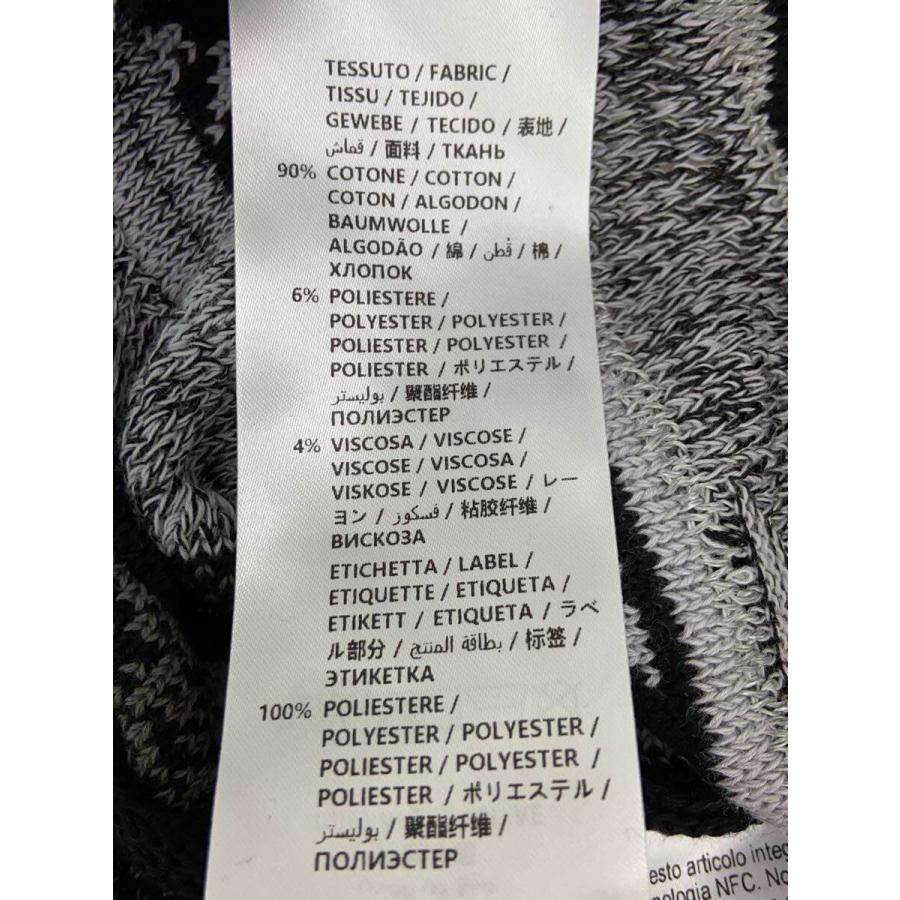 TESSUTO / FABRIC /
TISSU / TEJIDO /
GEWEBE / TECIDO / 表地 /
قماش / 面料 / ТКАНЬ
90% COTONE / COTTON /
COTON / ALGODON /
BAUMWOLLE /
ALGODÃO / 綿 / قُطن / 棉 /
ХЛОПОК
6% POLIESTERE /
POLYESTER / POLYESTER /
POLIESTER / POLYESTER /
POLIESTER / ポリエステル /
بوليستر / 聚酯纤维 /
ПОЛИЭСТЕР
4% VISCOSA / VISCOSE /
VISCOSE / VISCOSA /
VISKOSE / VISCOSE / レー
ヨン / فسكوز / 粘胶纤维 /
ВИСКОЗА
ETICHETTA / LABEL /
ETIQUETTE / ETIQUETA /
ETIKETT / ETIQUETA / ラベ
ル部分 / بطاقة المنتج / 标签 /
ЭТИКЕТКА
100% POLIESTERE /
POLYESTER / POLYESTER /
POLIESTER / POLYESTER /
POLIESTER / ポリエステル /
بوليستر / 聚酯纤维 /
ПОЛИЭСТЕР
esto articolo integ
nologia NFC. No